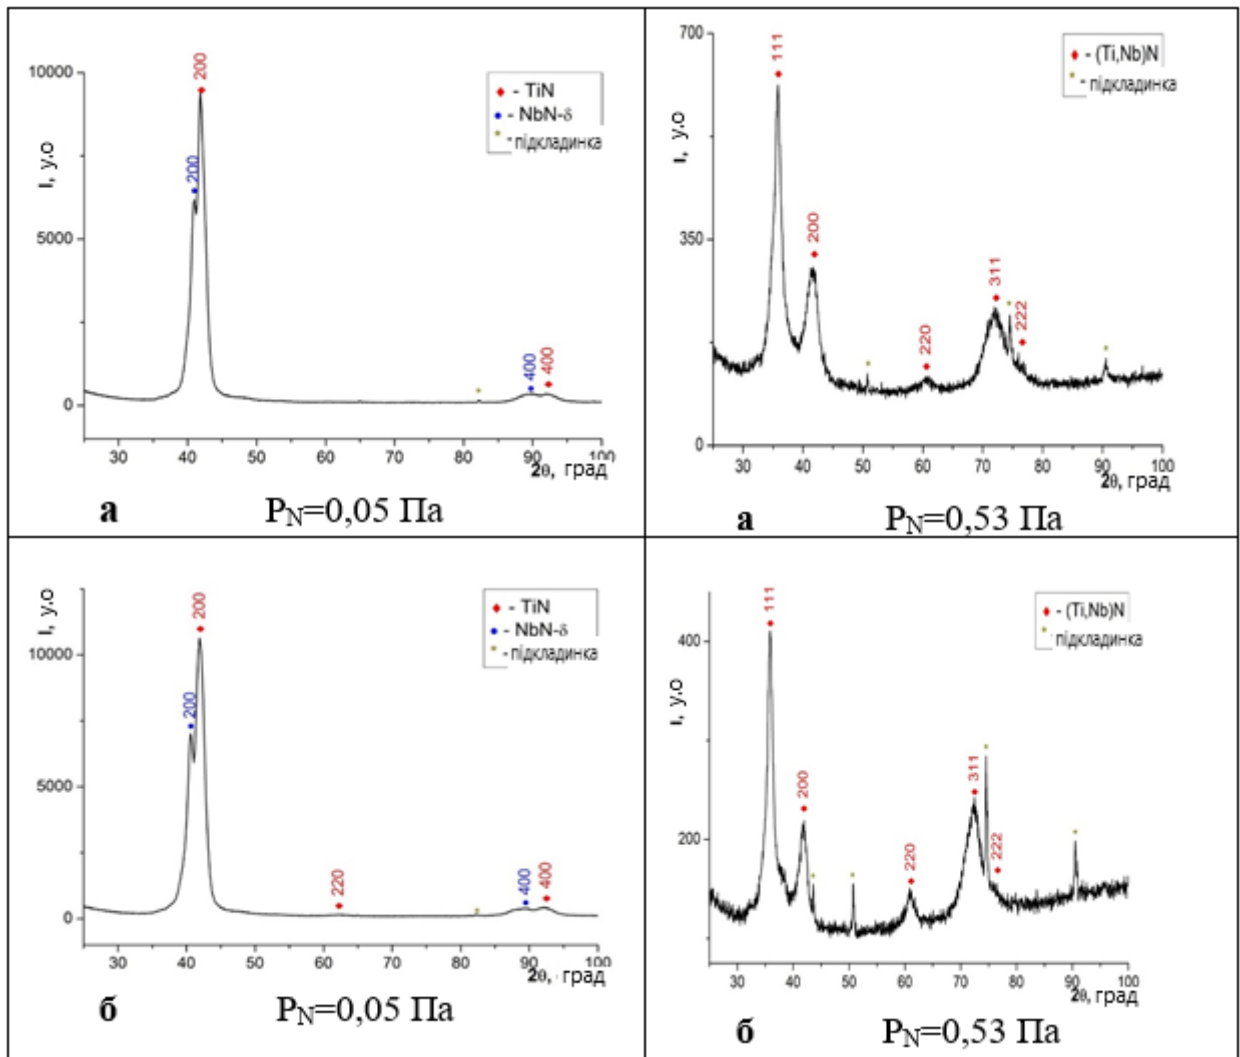 200
10000
- TiN
- NbN-δ
- підкладинка
200
I, у.о
5000
400
400
0
30 40 50 60 70 80 90 100
2θ, град
а P_N=0,05 Па
700
111
- (Ti,Nb)N
- підкладинка
I, у.о
200
350
311
222
220
0
30 40 50 60 70 80 90 100
2θ, град
а P_N=0,53 Па
I, у.о
200
- TiN
- NbN-δ
- підкладинка
10000
200
5000
220
400
400
0
30 40 50 60 70 80 90 100
2θ, град
б P_N=0,05 Па
111
- (Ti,Nb)N
підкладинка
400
I, у.о
311
200
200
222
220
30 40 50 60 70 80 90 100
2θ, град
б P_N=0,53 Па